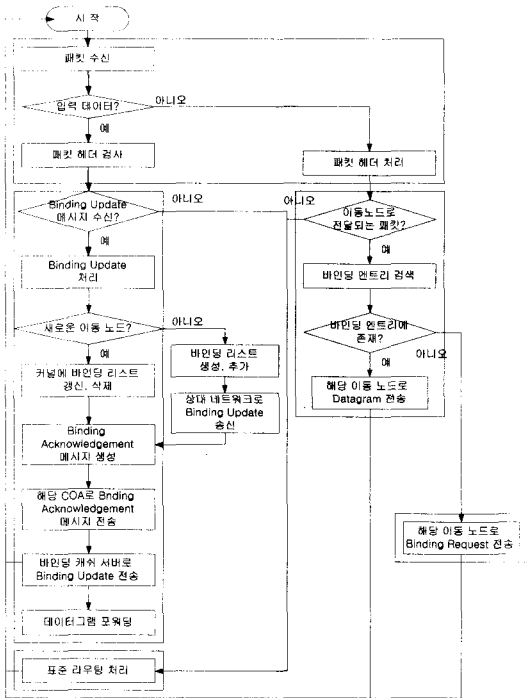 시 작
패킷 수신
입력 데이터?
아니오
예
패킷 헤더 검사
패킷 헤더 처리
Binding Update
메시지 수신?
아니오
예
Binding Update
처리
새로운 이동 노드?
아니오
예
커널에 바인딩 리스트
갱신, 삭제
바인딩 리스트
생성, 추가
상대 네트워크로
Binding Update
송신
Binding
Acknowledgement
메시지 생성
해당 COA로 Bnding
Acknowledgement
메시지 전송
바인딩 캐쉬 서버로
Binding Update 전송
데이터그램 포워딩
표준 라우팅 처리
아니오
이동노드로
전달되는 패킷?
예
바인딩 엔트리 검색
바인딩 엔트리에
존재?
예
아니오
해당 이동 노드로
Datagram 전송
해당 이동 노드로
Binding Request 전송